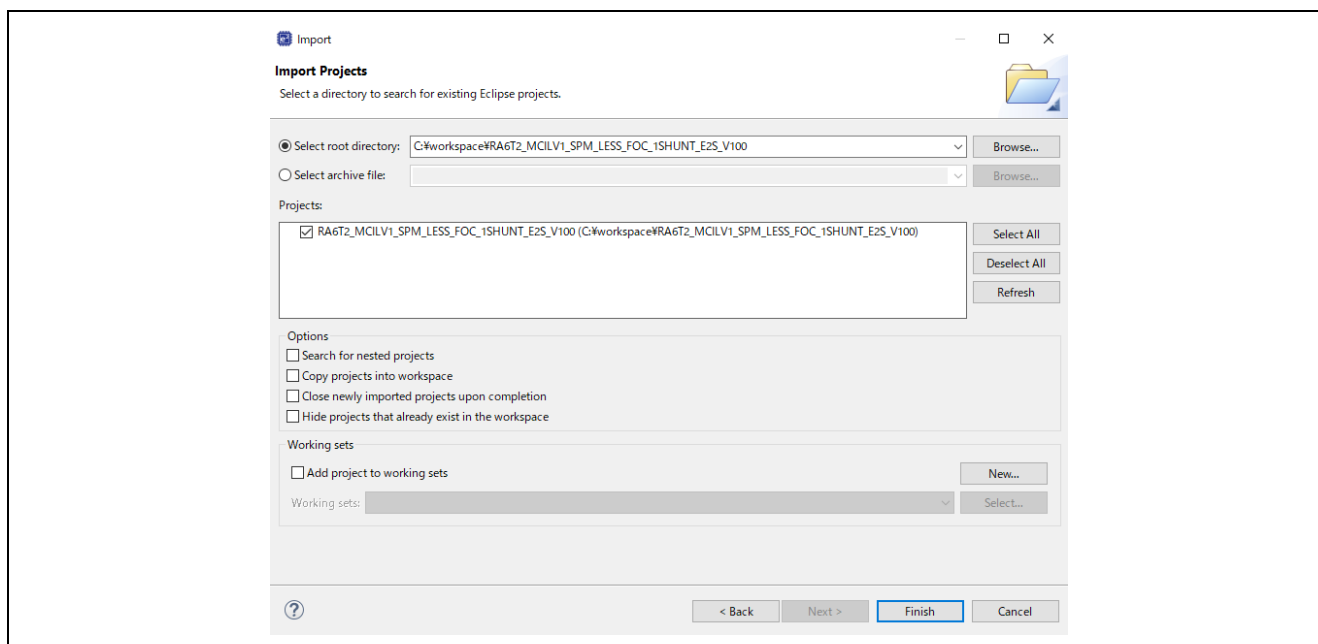 Import
Import Projects
Select a directory to search for existing Eclipse projects.
Select root directory: C:¥workspace¥RA6T2_MCILV1_SPM_LESS_FOC_1SHUNT_E2S_V100 Browse...
Select archive file: Browse...
Projects:
RA6T2_MCILV1_SPM_LESS_FOC_1SHUNT_E2S_V100 (C:¥workspace¥RA6T2_MCILV1_SPM_LESS_FOC_1SHUNT_E2S_V100) Select All
Deselect All
Refresh
Options
Search for nested projects
Copy projects into workspace
Close newly imported projects upon completion
Hide projects that already exist in the workspace
Working sets
Add project to working sets New...
Working sets: Select...
? < Back Next > Finish Cancel